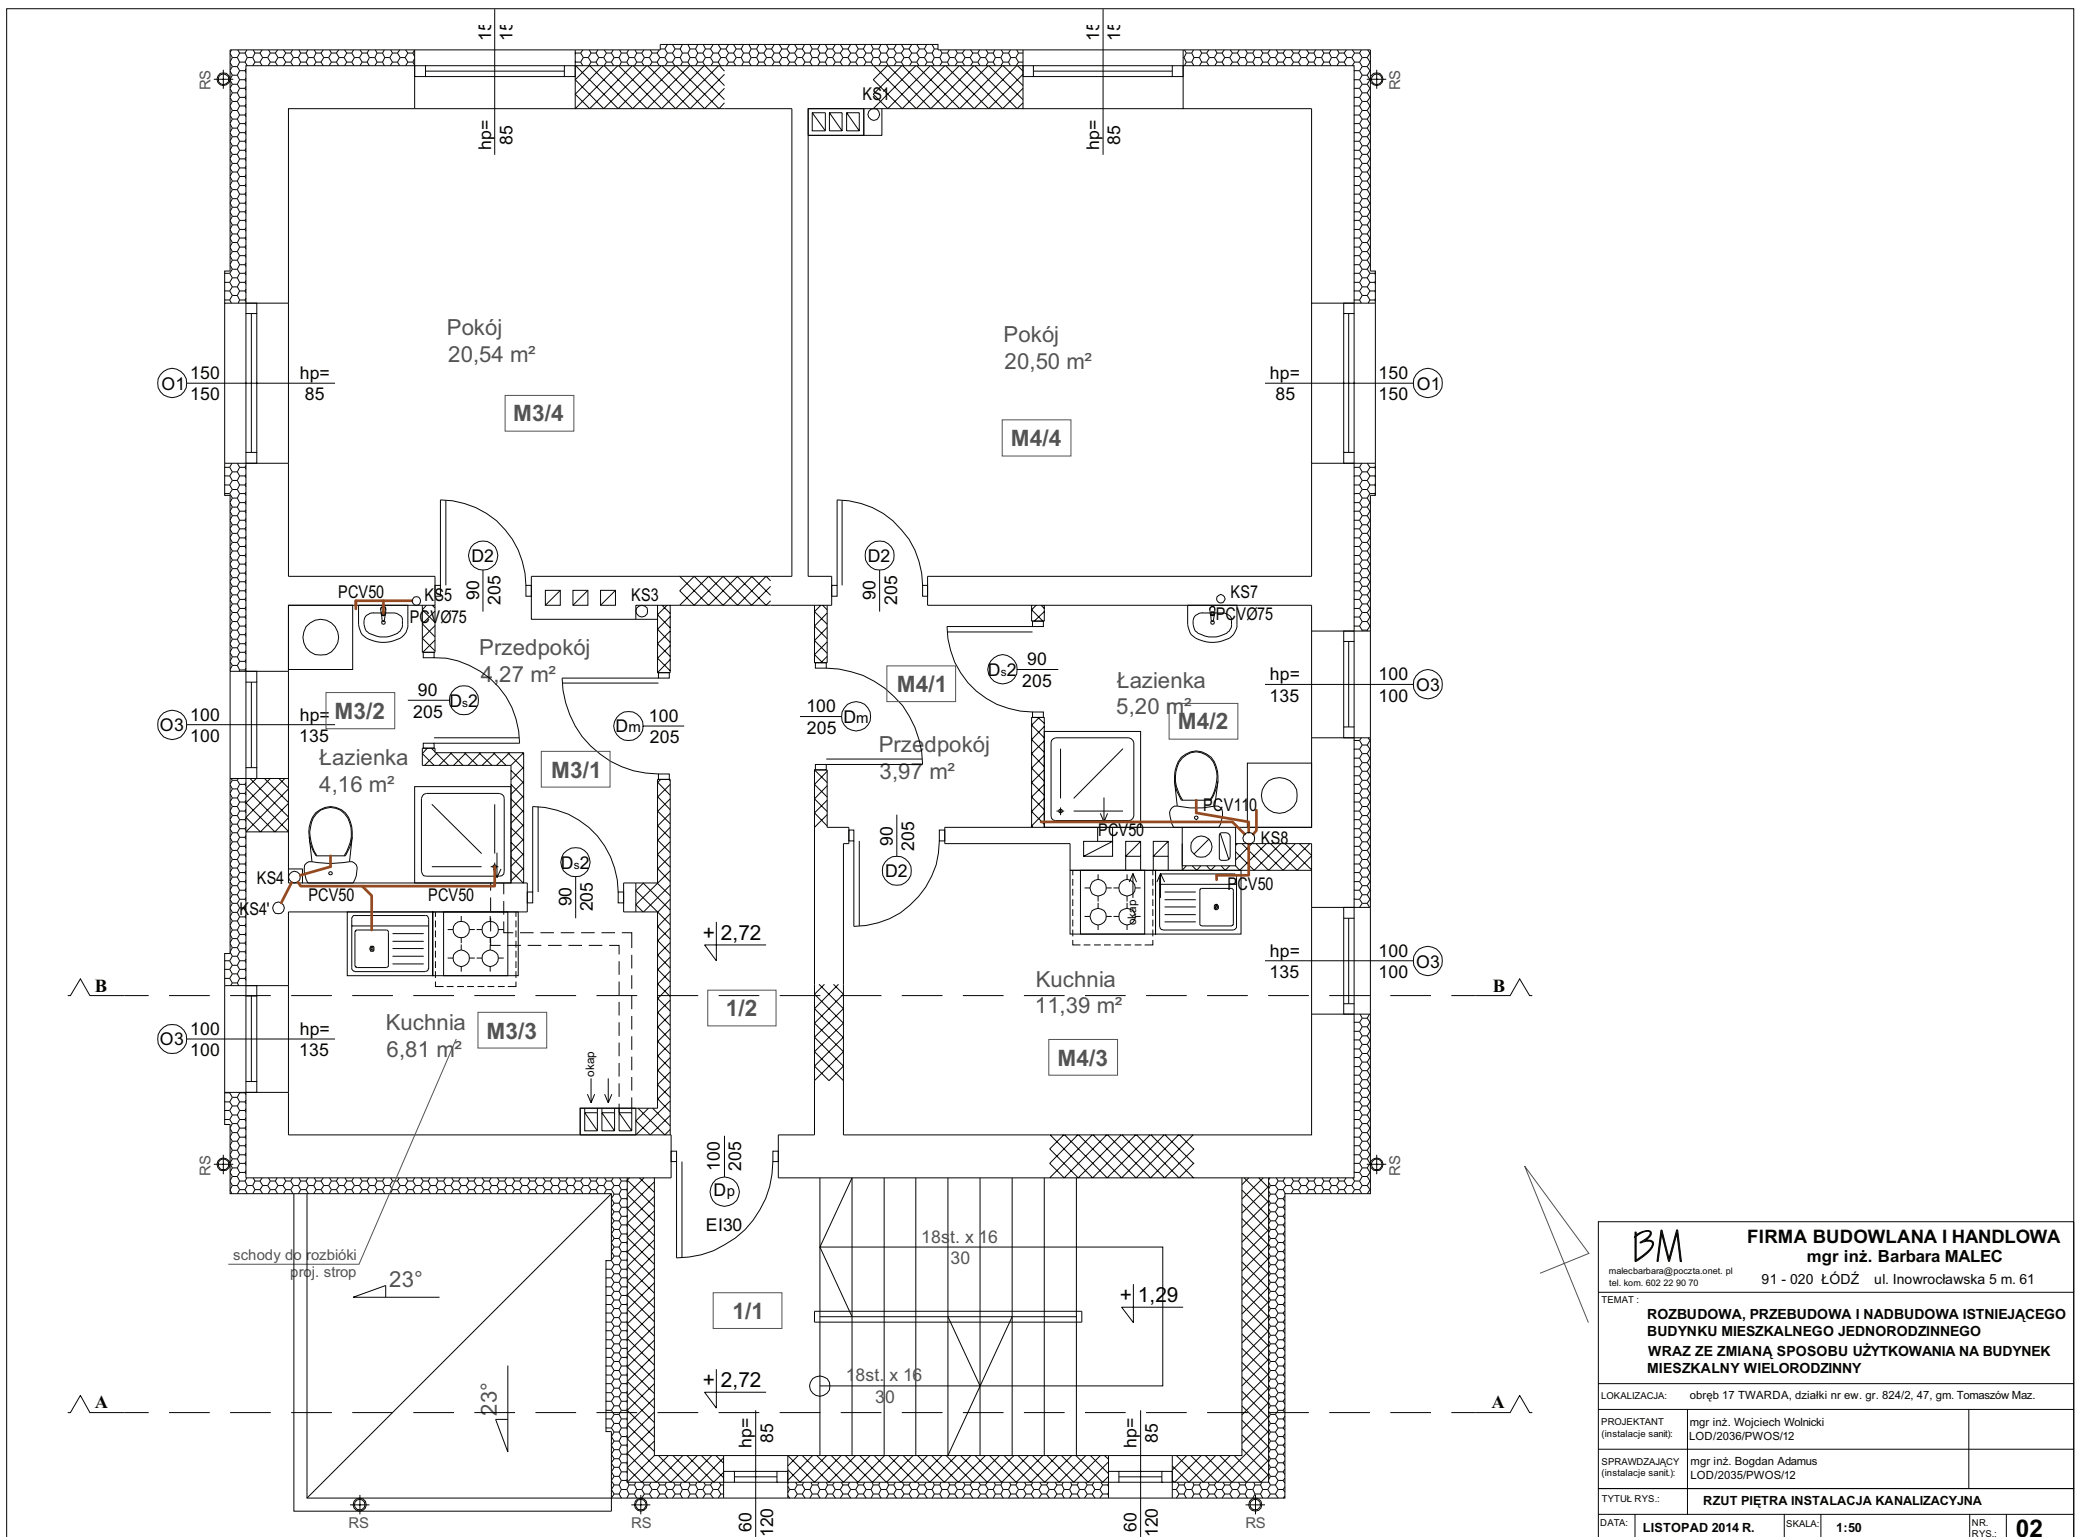 15
15
15
15
RS
RS
KS1
hp=
85
hp=
85
Pokój
20,54 m²
M3/4
Pokój
20,50 m²
M4/4
O1
150
150
hp=
85
hp=
85
150
150
O1
D2
90
205
D2
90
205
PCV50
KS5
PCVØ75
KS3
KS7
PCVØ75
Przedpokój
4,27 m²
M3/2
90
205
Ds2
Dm
100
205
100
205
Dm
M4/1
Ds2
90
205
Łazienka
5,20 m²
M4/2
hp=
135
100
100
O3
O3
100
100
hp=
135
Łazienka
4,16 m²
M3/1
Przedpokój
3,97 m²
PCV110
PCV50
KS8
90
205
D2
Ds2
90
205
KS4
PCV50
PCV50
KS4'
PCV50
okap
+ 2,72
hp=
135
100
100
O3
B
B
Kuchnia
11,39 m²
M4/3
1/2
O3
100
100
hp=
135
Kuchnia
6,81 m²
M3/3
okap
RS
RS
100
205
Dp
EI30
schody do rozbióki
proj. strop
23°
23°
18st. x 16
30
1/1
+ 1,29
+ 2,72
18st. x 16
30
A
A
hp=
85
hp=
85
60
120
60
120
RS
RS
RS
BM
malecbarbara@poczta.onet. pl
tel. kom. 602 22 90 70
FIRMA BUDOWLANA I HANDLOWA
mgr inż. Barbara MALEC
91 - 020 ŁÓDŹ ul. Inowrocławska 5 m. 61
TEMAT :
ROZBUDOWA, PRZEBUDOWA I NADBUDOWA ISTNIEJĄCEGO
BUDYNKU MIESZKALNEGO JEDNORODZINNEGO
WRAZ ZE ZMIANĄ SPOSOBU UŻYTKOWANIA NA BUDYNEK
MIESZKALNY WIELORODZINNY
LOKALIZACJA: obręb 17 TWARDA, działki nr ew. gr. 824/2, 47, gm. Tomaszów Maz.
PROJEKTANT
(instalacje sanit):
mgr inż. Wojciech Wolnicki
LOD/2036/PWOS/12
SPRAWDZAJĄCY
(instalacje sanit.):
mgr inż. Bogdan Adamus
LOD/2035/PWOS/12
TYTUŁ RYS.: RZUT PIĘTRA INSTALACJA KANALIZACYJNA
DATA: LISTOPAD 2014 R. SKALA: 1:50 NR. RYS.: 02